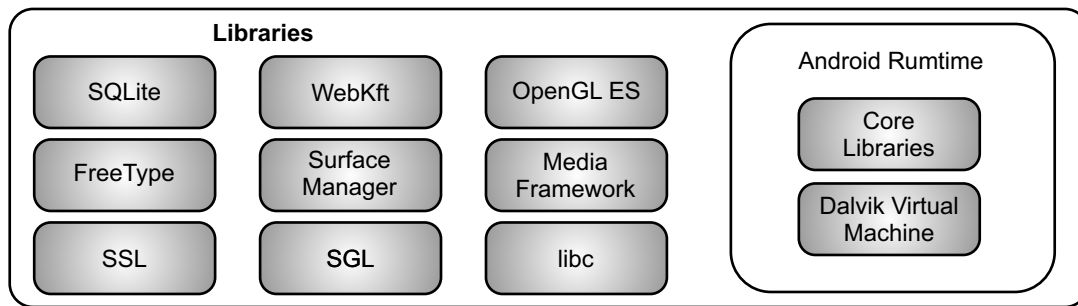 Libraries
SQLite
WebKft
OpenGL ES
FreeType
Surface
Manager
Media
Framework
SSL
SGL
libc
Android Rumtime
Core
Libraries
Dalvik Virtual
Machine